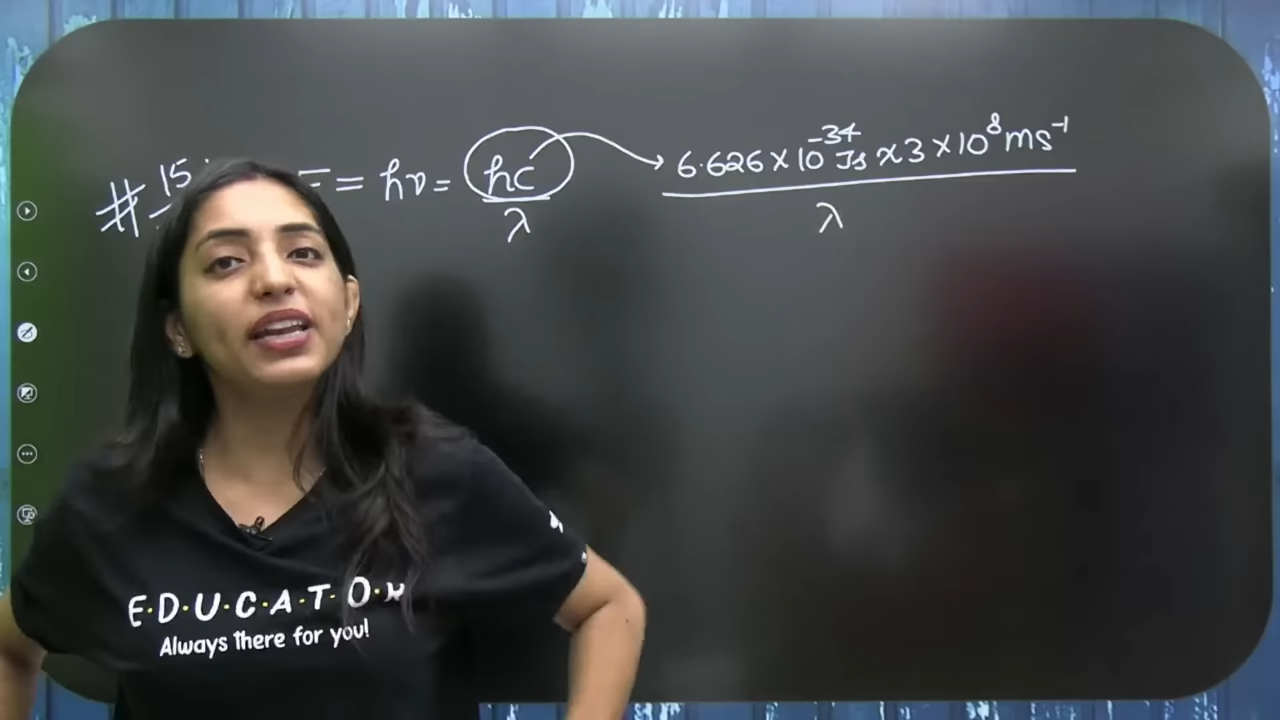 # 15 E = hν = hc/λ → 6.626 × 10⁻³⁴ Js × 3 × 10⁸ ms⁻¹ / λ
E·D·U·C·A·T·O·
Always there for you!